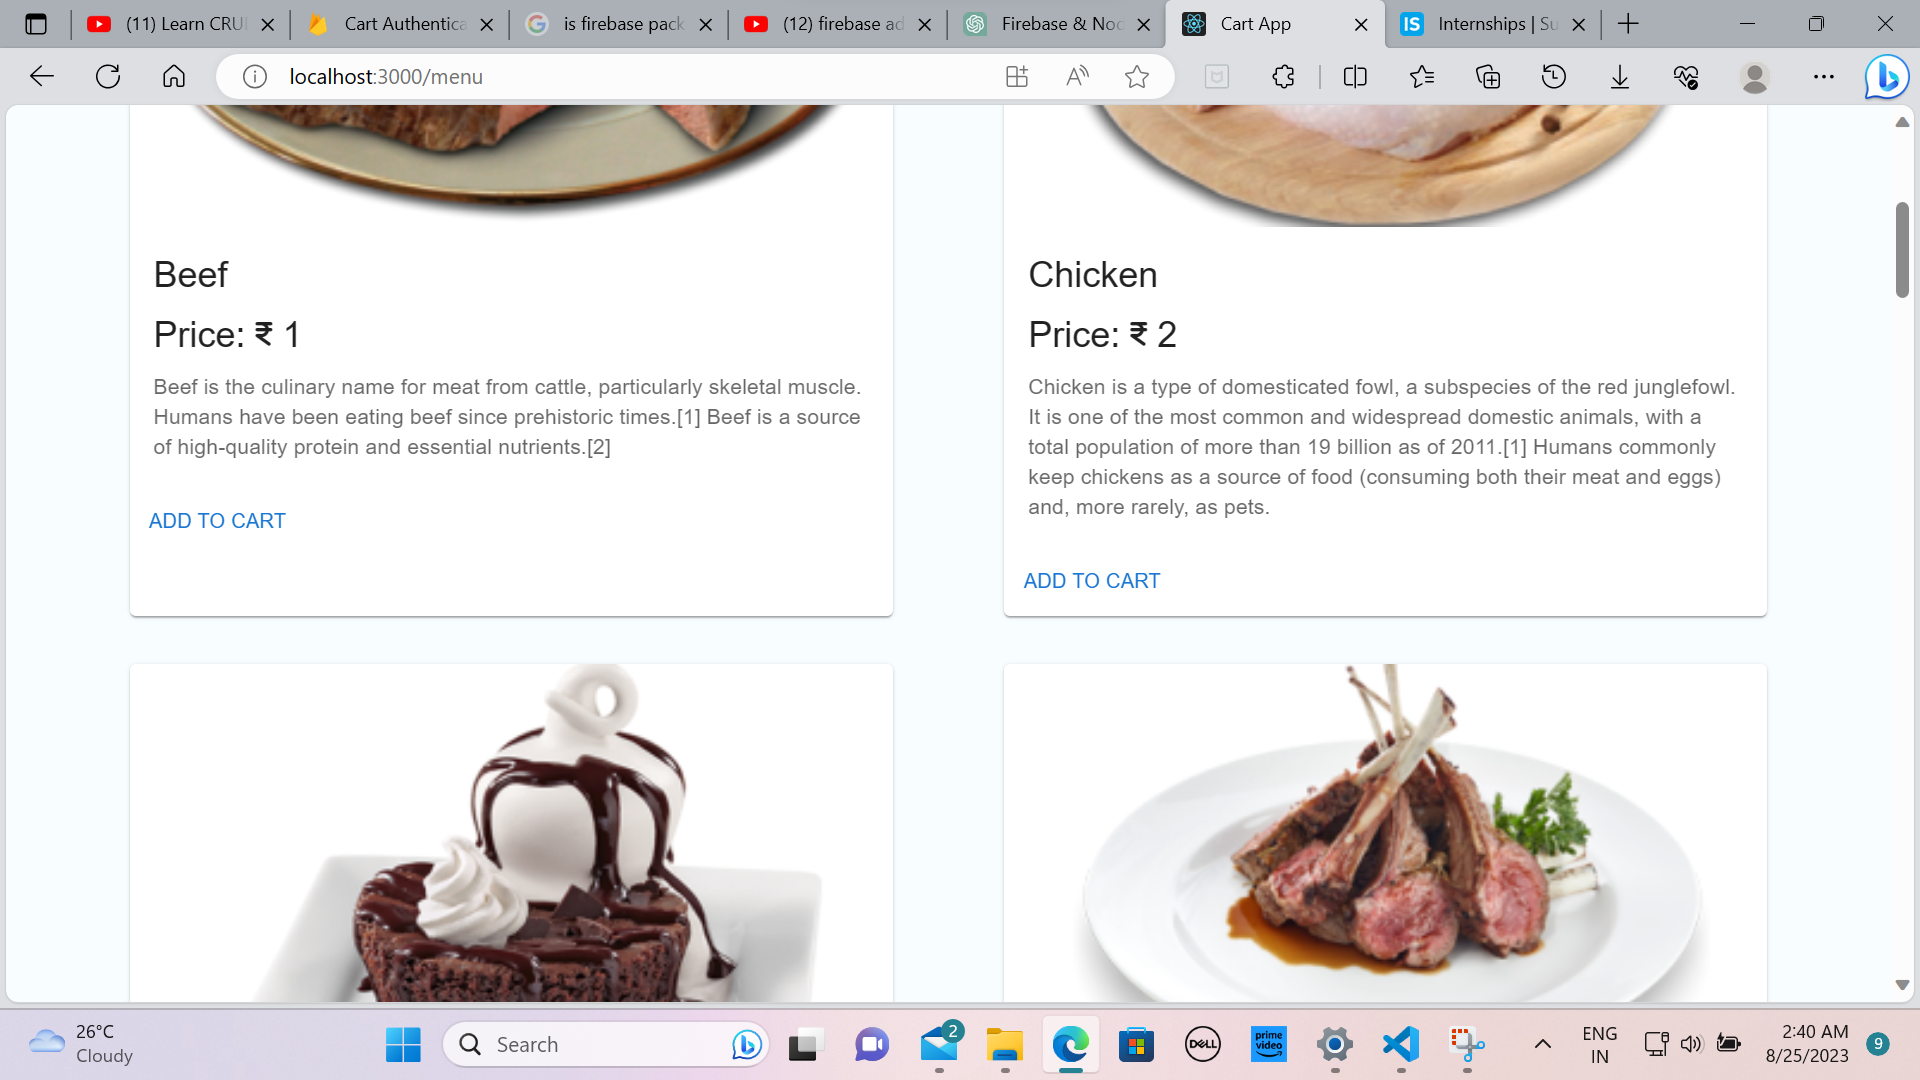 (11) Learn CRU
Cart Authentica
is firebase pack
(12) firebase ad
Firebase & Noc
Cart App
IS
Internships | Su
localhost:3000/menu
Beef
Price: ₹ 1
Beef is the culinary name for meat from cattle, particularly skeletal muscle.
Humans have been eating beef since prehistoric times.[1] Beef is a source
of high-quality protein and essential nutrients.[2]
ADD TO CART
Chicken
Price: ₹ 2
Chicken is a type of domesticated fowl, a subspecies of the red junglefowl.
It is one of the most common and widespread domestic animals, with a
total population of more than 19 billion as of 2011.[1] Humans commonly
keep chickens as a source of food (consuming both their meat and eggs)
and, more rarely, as pets.
ADD TO CART
26°C
Cloudy
Search
2
DELL
prime
video
ENG
IN
2:40 AM
8/25/2023
9